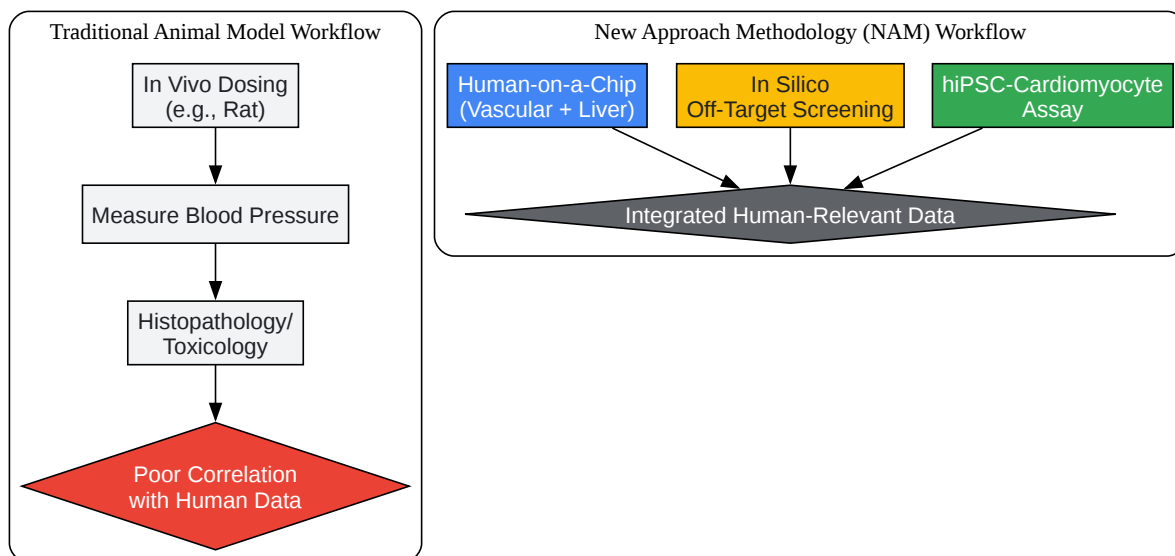 Traditional Animal Model Workflow
In Vivo Dosing
(e.g., Rat)
Measure Blood Pressure
Histopathology/
Toxicology
Poor Correlation
with Human Data
New Approach Methodology (NAM) Workflow
Human-on-a-Chip
(Vascular + Liver)
In Silico
Off-Target Screening
hiPSC-Cardiomyocyte
Assay
Integrated Human-Relevant Data